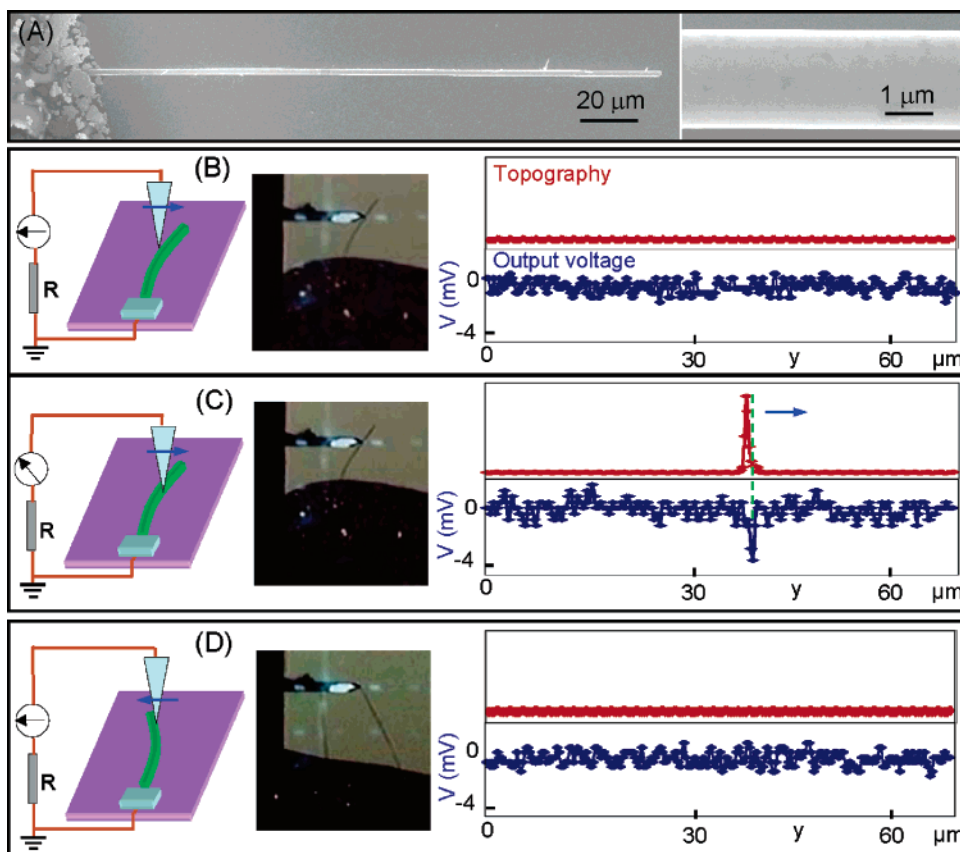 (A)
20 μm
1 μm
(B)
R
Topography
Output voltage
V (mV)
0
-4
0 30 y 60 μm
(C)
R
V (mV)
0
-4
0 30 y 60 μm
(D)
R
V (mV)
0
-4
0 30 y 60 μm